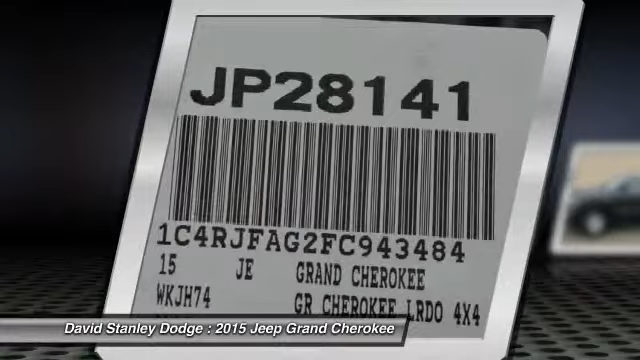 JP28141
1C4RJFAG2FC943484
15 JE GRAND CHEROKEE
WKJH74 GR CHEROKEE LRDO 4X4
David Stanley Dodge : 2015 Jeep Grand Cherokee